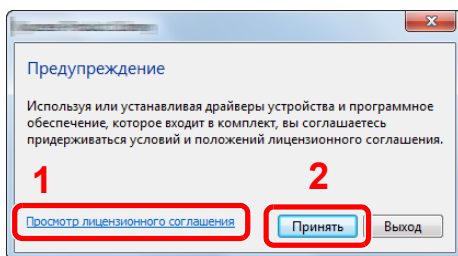 Предупреждение
Используя или устанавливая драйверы устройства и программное
обеспечение, которое входит в комплект, вы соглашаетесь
придерживаться условий и положений лицензионного соглашения.
1
2
Просмотр лицензионного соглашения
Принять
Выход